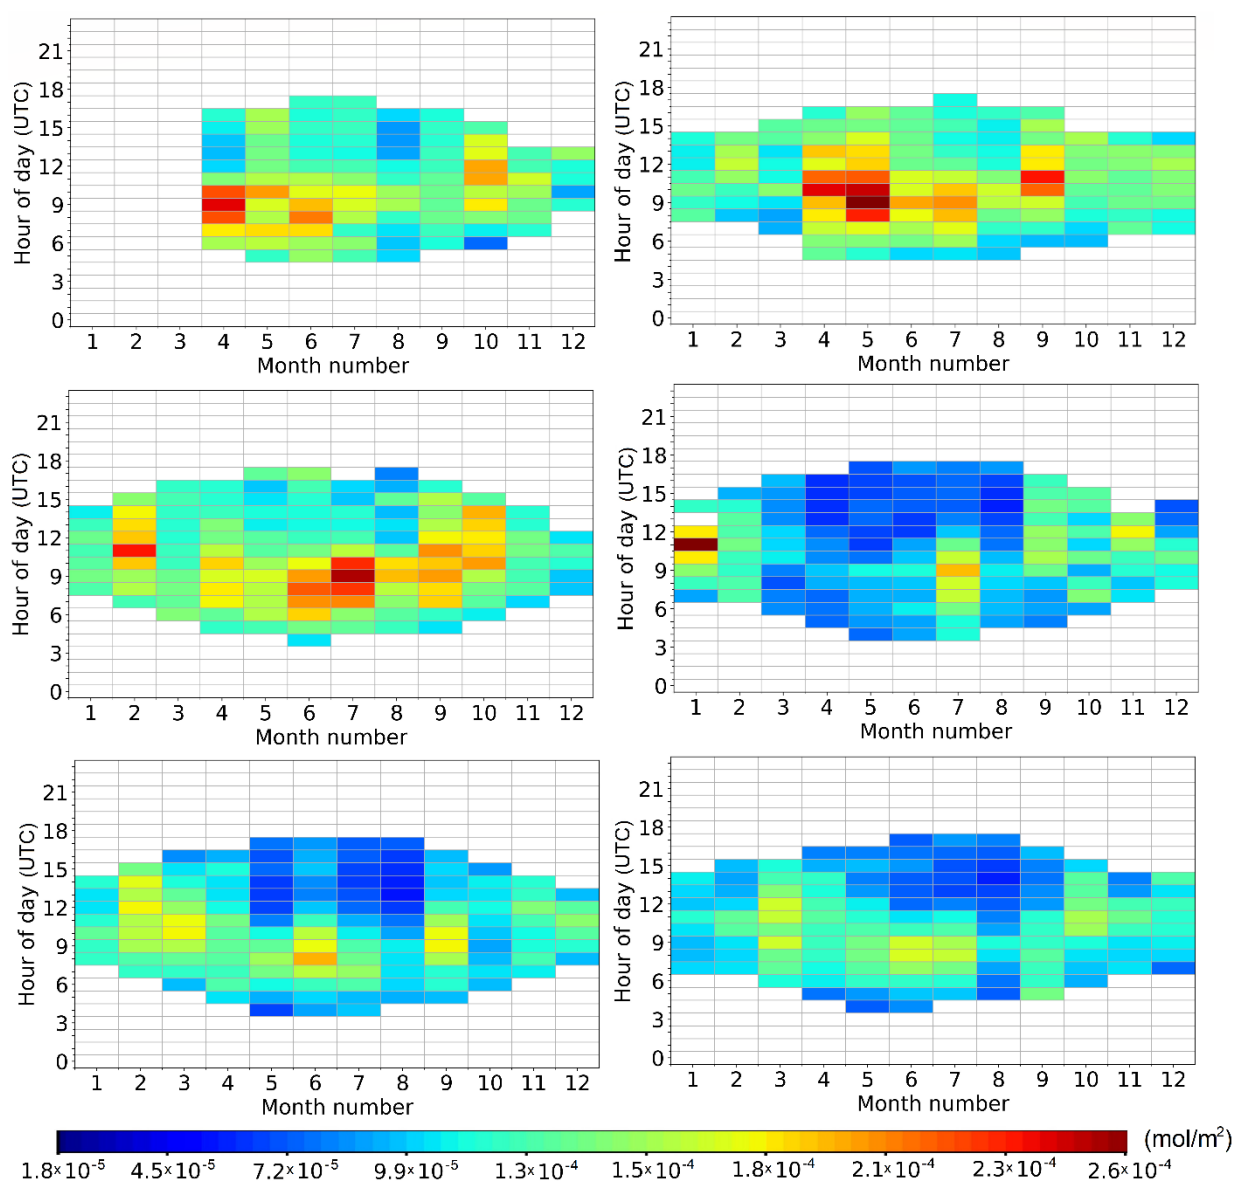 Hour of day (UTC)
21
18
15
12
9
6
3
0
1 2 3 4 5 6 7 8 9 10 11 12
Month number
Hour of day (UTC)
21
18
15
12
9
6
3
0
1 2 3 4 5 6 7 8 9 10 11 12
Month number
Hour of day (UTC)
21
18
15
12
9
6
3
0
1 2 3 4 5 6 7 8 9 10 11 12
Month number
Hour of day (UTC)
21
18
15
12
9
6
3
0
1 2 3 4 5 6 7 8 9 10 11 12
Month number
Hour of day (UTC)
21
18
15
12
9
6
3
0
1 2 3 4 5 6 7 8 9 10 11 12
Month number
Hour of day (UTC)
21
18
15
12
9
6
3
0
1 2 3 4 5 6 7 8 9 10 11 12
Month number
(mol/m²)
1.8×10⁻⁵ 4.5×10⁻⁵ 7.2×10⁻⁵ 9.9×10⁻⁵ 1.3×10⁻⁴ 1.5×10⁻⁴ 1.8×10⁻⁴ 2.1×10⁻⁴ 2.3×10⁻⁴ 2.6×10⁻⁴